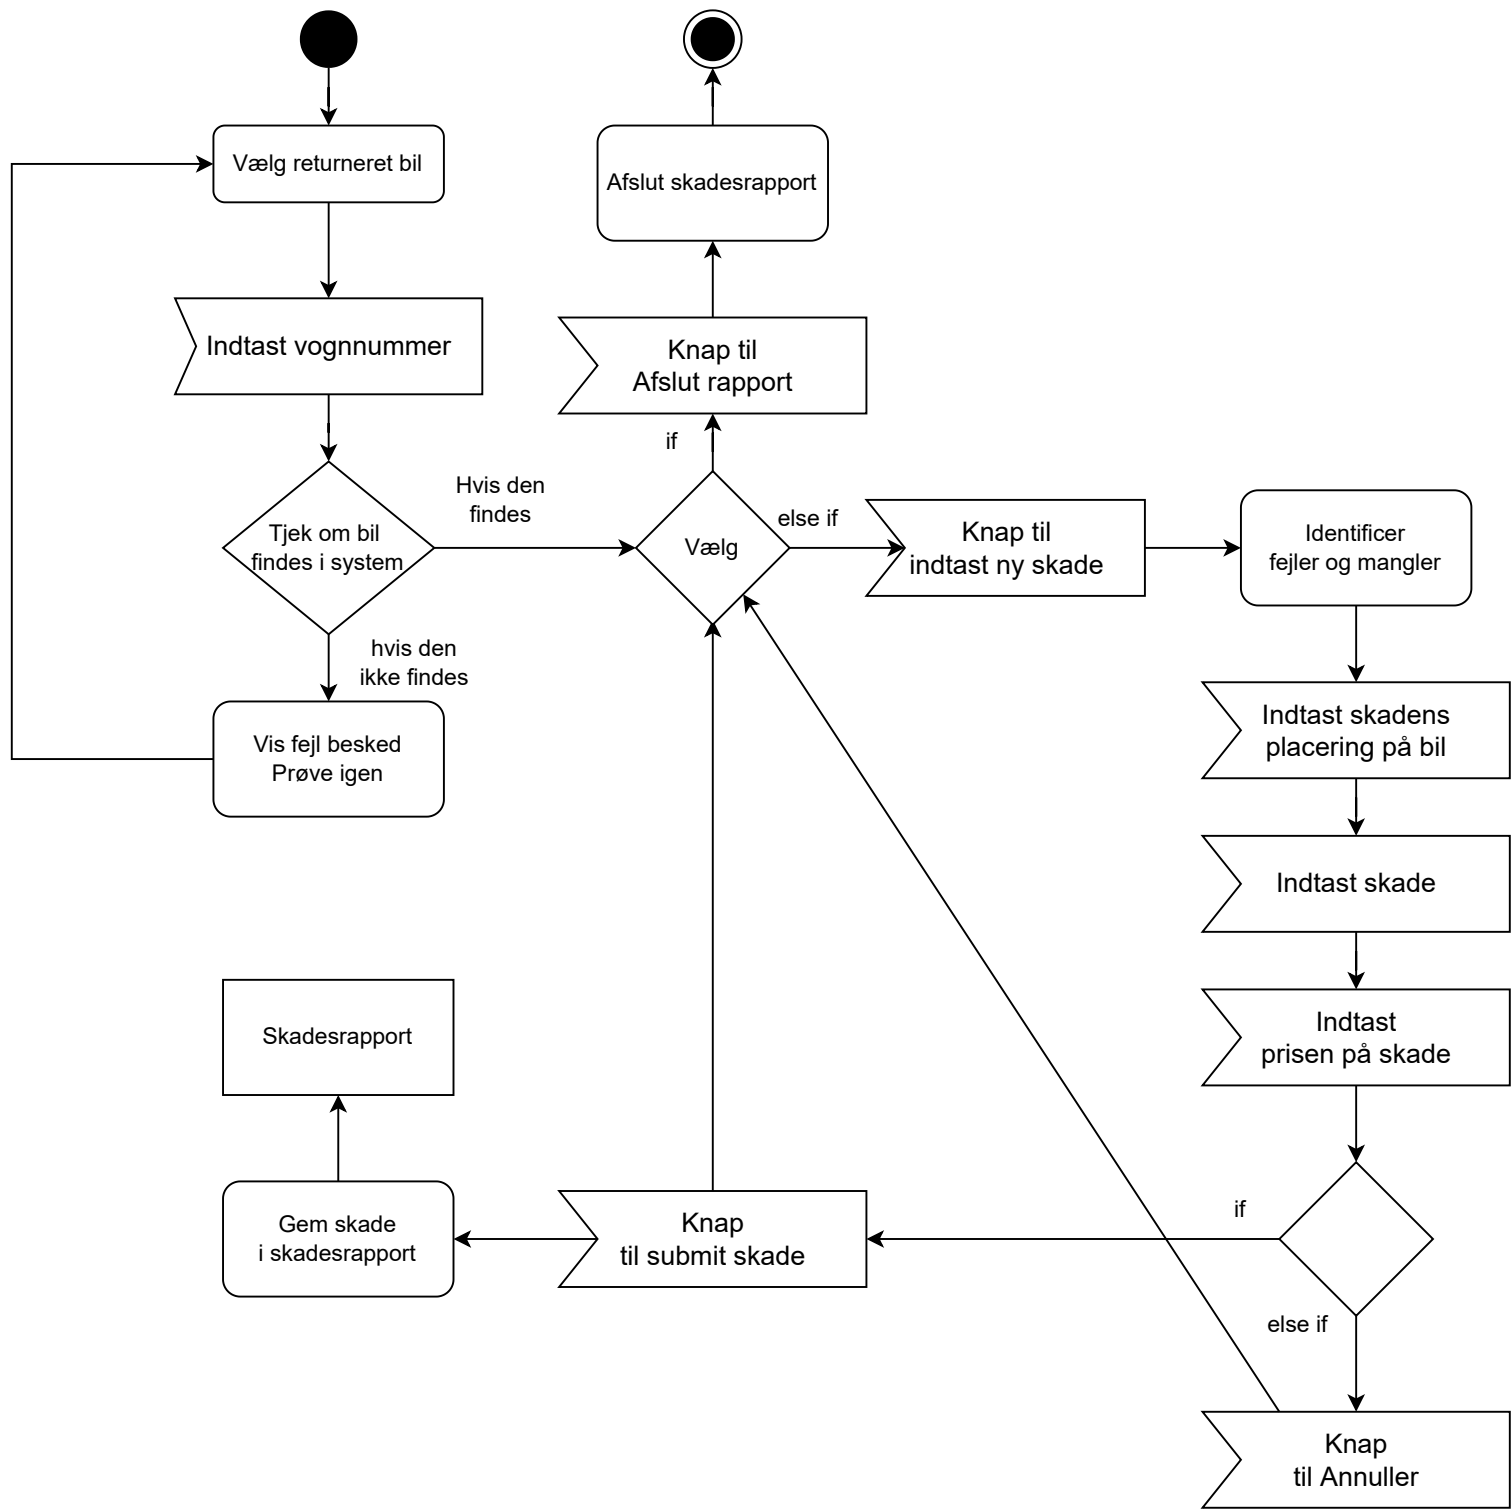 Vælg returneret bil
Indtast vognnummer
Tjek om bil
findes i system
Hvis den
findes
hvis den
ikke findes
Vis fejl besked
Prøve igen
Afslut skadesrapport
Knap til
Afslut rapport
if
Vælg
else if
Knap til
indtast ny skade
Identificer
fejler og mangler
Indtast skadens
placering på bil
Indtast skade
Indtast
prisen på skade
if
else if
Knap
til Annuller
Knap
til submit skade
Gem skade
i skadesrapport
Skadesrapport